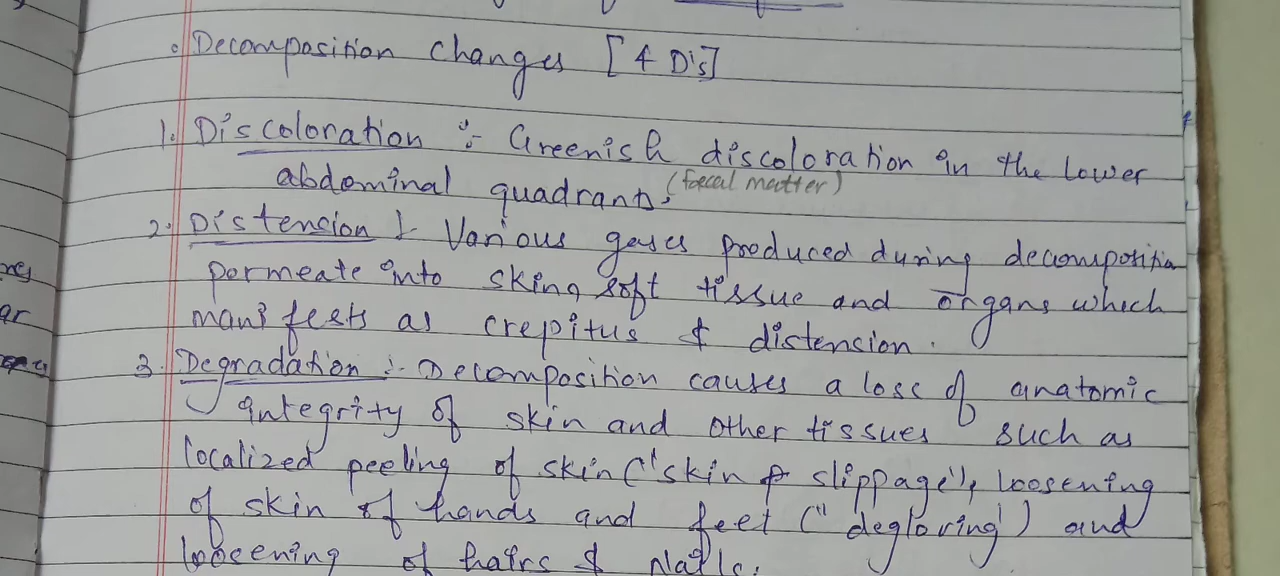 Decomposition changes [4 D's]
1. Discoloration :- Greenish discoloration in the lower
abdominal quadrants. (faecal matter)
2. Distension :- Various gases produced during decomposition
permeate into skin, soft tissue and organs which
manifests as crepitus & distension.
3. Degradation :- Decomposition causes a loss of anatomic
integrity of skin and other tissues such as
localized peeling of skin ("skin slippage"), loosening
of skin of hands and feet ("degloving") and
loosening of hairs & Nails.